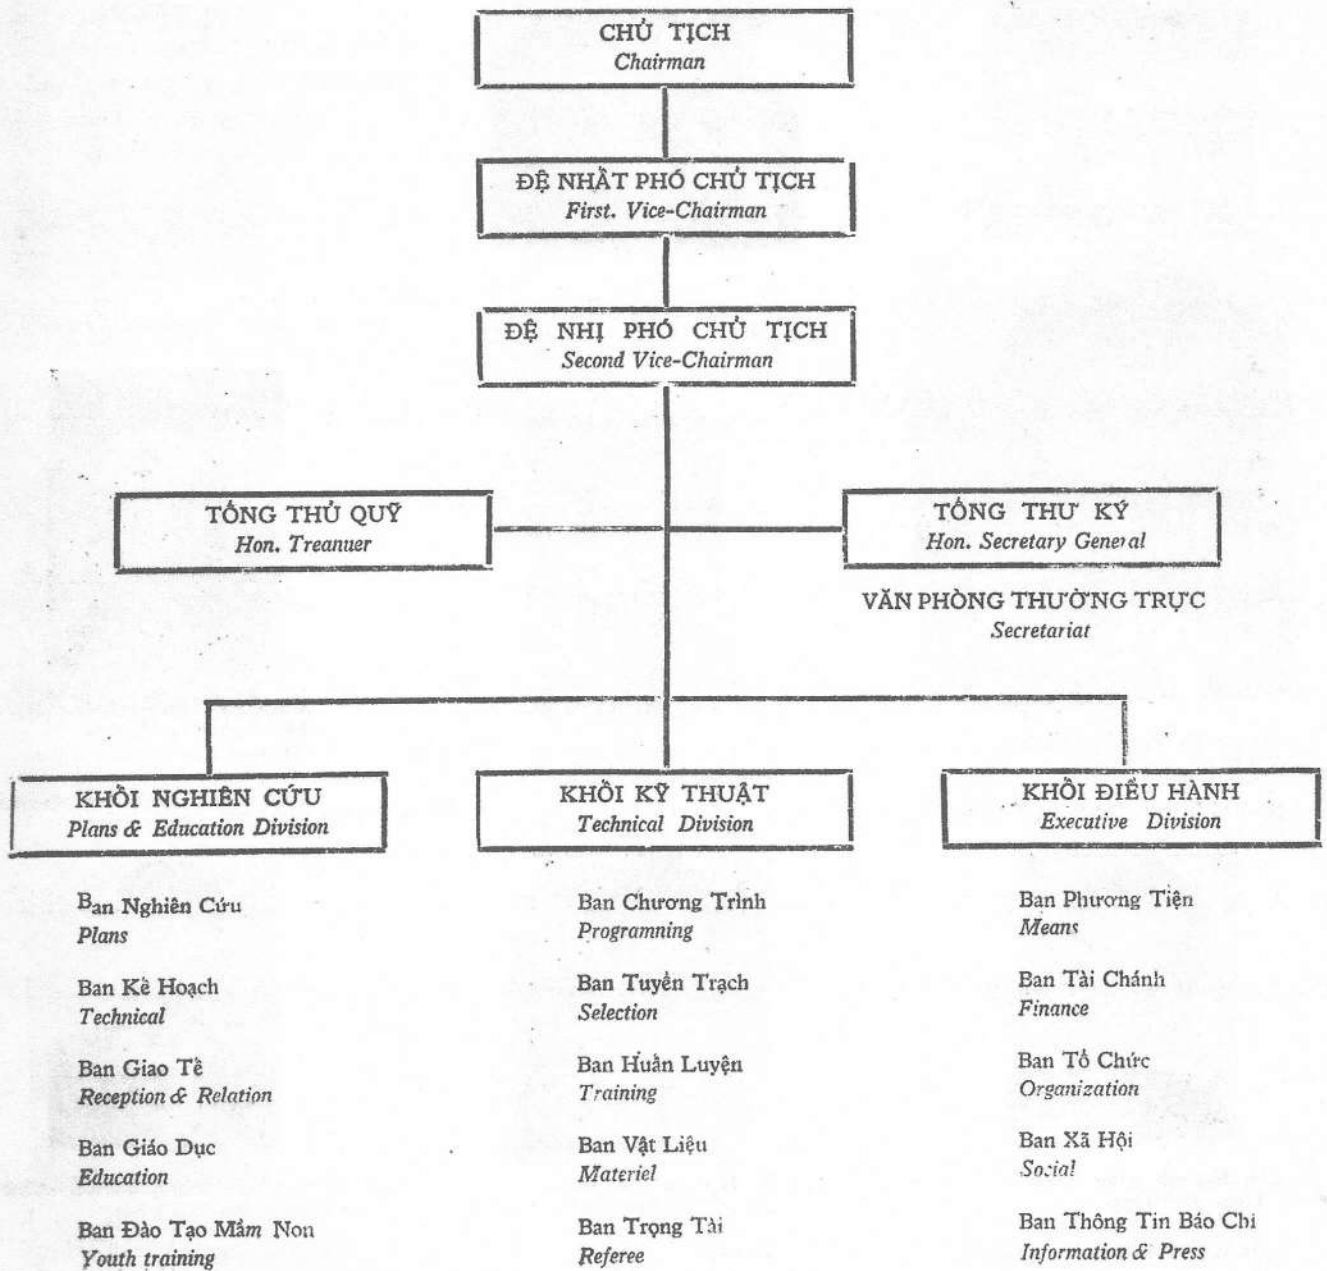 CHỦ TỊCH
Chairman
ĐỆ NHẤT PHÓ CHỦ TỊCH
First. Vice-Chairman
ĐỆ NHỊ PHÓ CHỦ TỊCH
Second Vice-Chairman
TỔNG THỦ QUỸ
Hon. Treanuer
TỔNG THƯ KÝ
Hon. Secretary General
VĂN PHÒNG THƯỜNG TRỰC
Secretariat
KHỐI NGHIÊN CỨU
Plans & Education Division
Ban Nghiên Cứu
Plans
Ban Kế Hoạch
Technical
Ban Giao Tế
Reception & Relation
Ban Giáo Dục
Education
Ban Đào Tạo Mầm Non
Youth training
KHỐI KỸ THUẬT
Technical Division
Ban Chương Trình
Programning
Ban Tuyển Trạch
Selection
Ban Huấn Luyện
Training
Ban Vật Liệu
Materiel
Ban Trọng Tài
Referee
KHỐI ĐIỀU HÀNH
Executive Division
Ban Phương Tiện
Means
Ban Tài Chánh
Finance
Ban Tổ Chức
Organization
Ban Xã Hội
Social
Ban Thông Tin Báo Chi
Information & Press